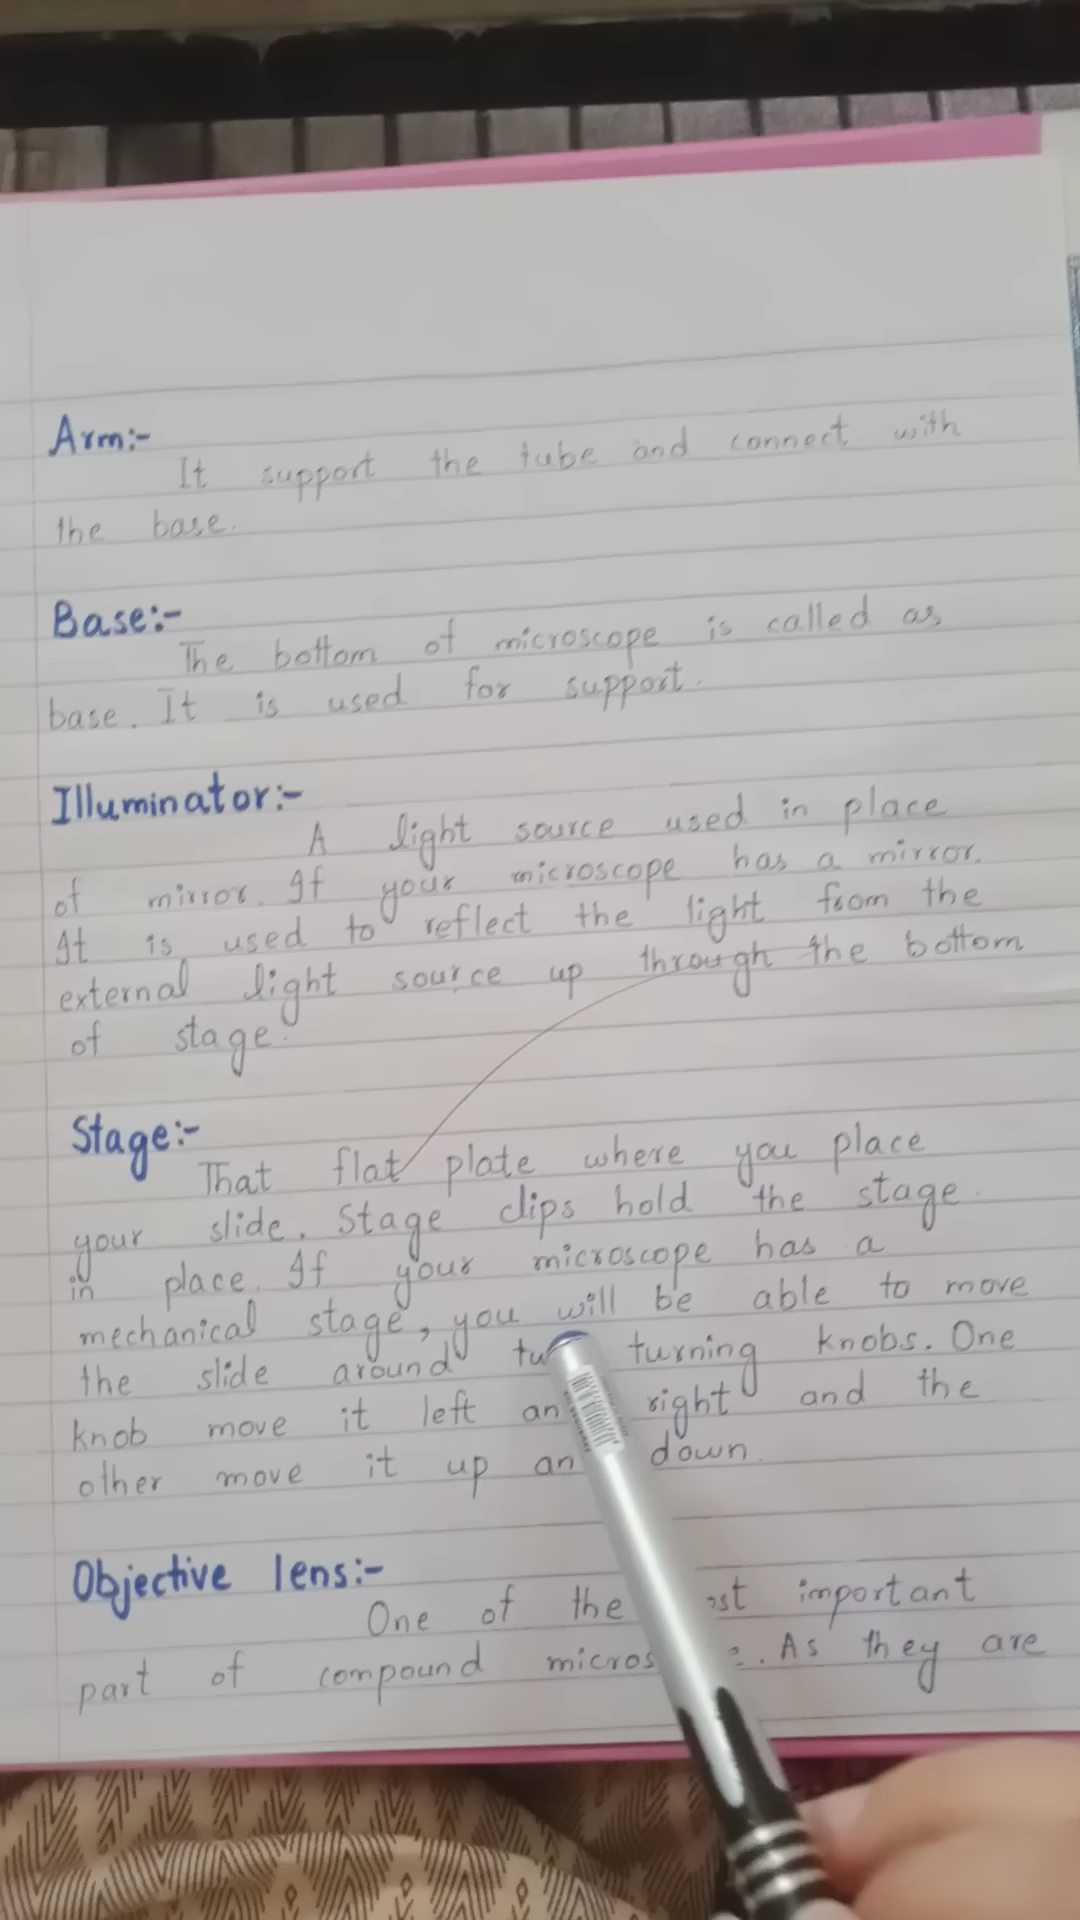 Arm:-
It support the tube and connect with
the base.
Base:-
The bottom of microscope is called as
base. It is used for support.
Illuminator:-
A light source used in place
of mirror. If your microscope has a mirror.
It is used to reflect the light from the
external light source up through the bottom
of stage.
Stage:-
That flat plate where you place
your slide. Stage clips hold the stage
in place. If your microscope has a
mechanical stage, you will be able to move
the slide around turning knobs. One
knob move it left right and the
other move it up down.
Objective lens:-
One of the important
part of compound . As they are